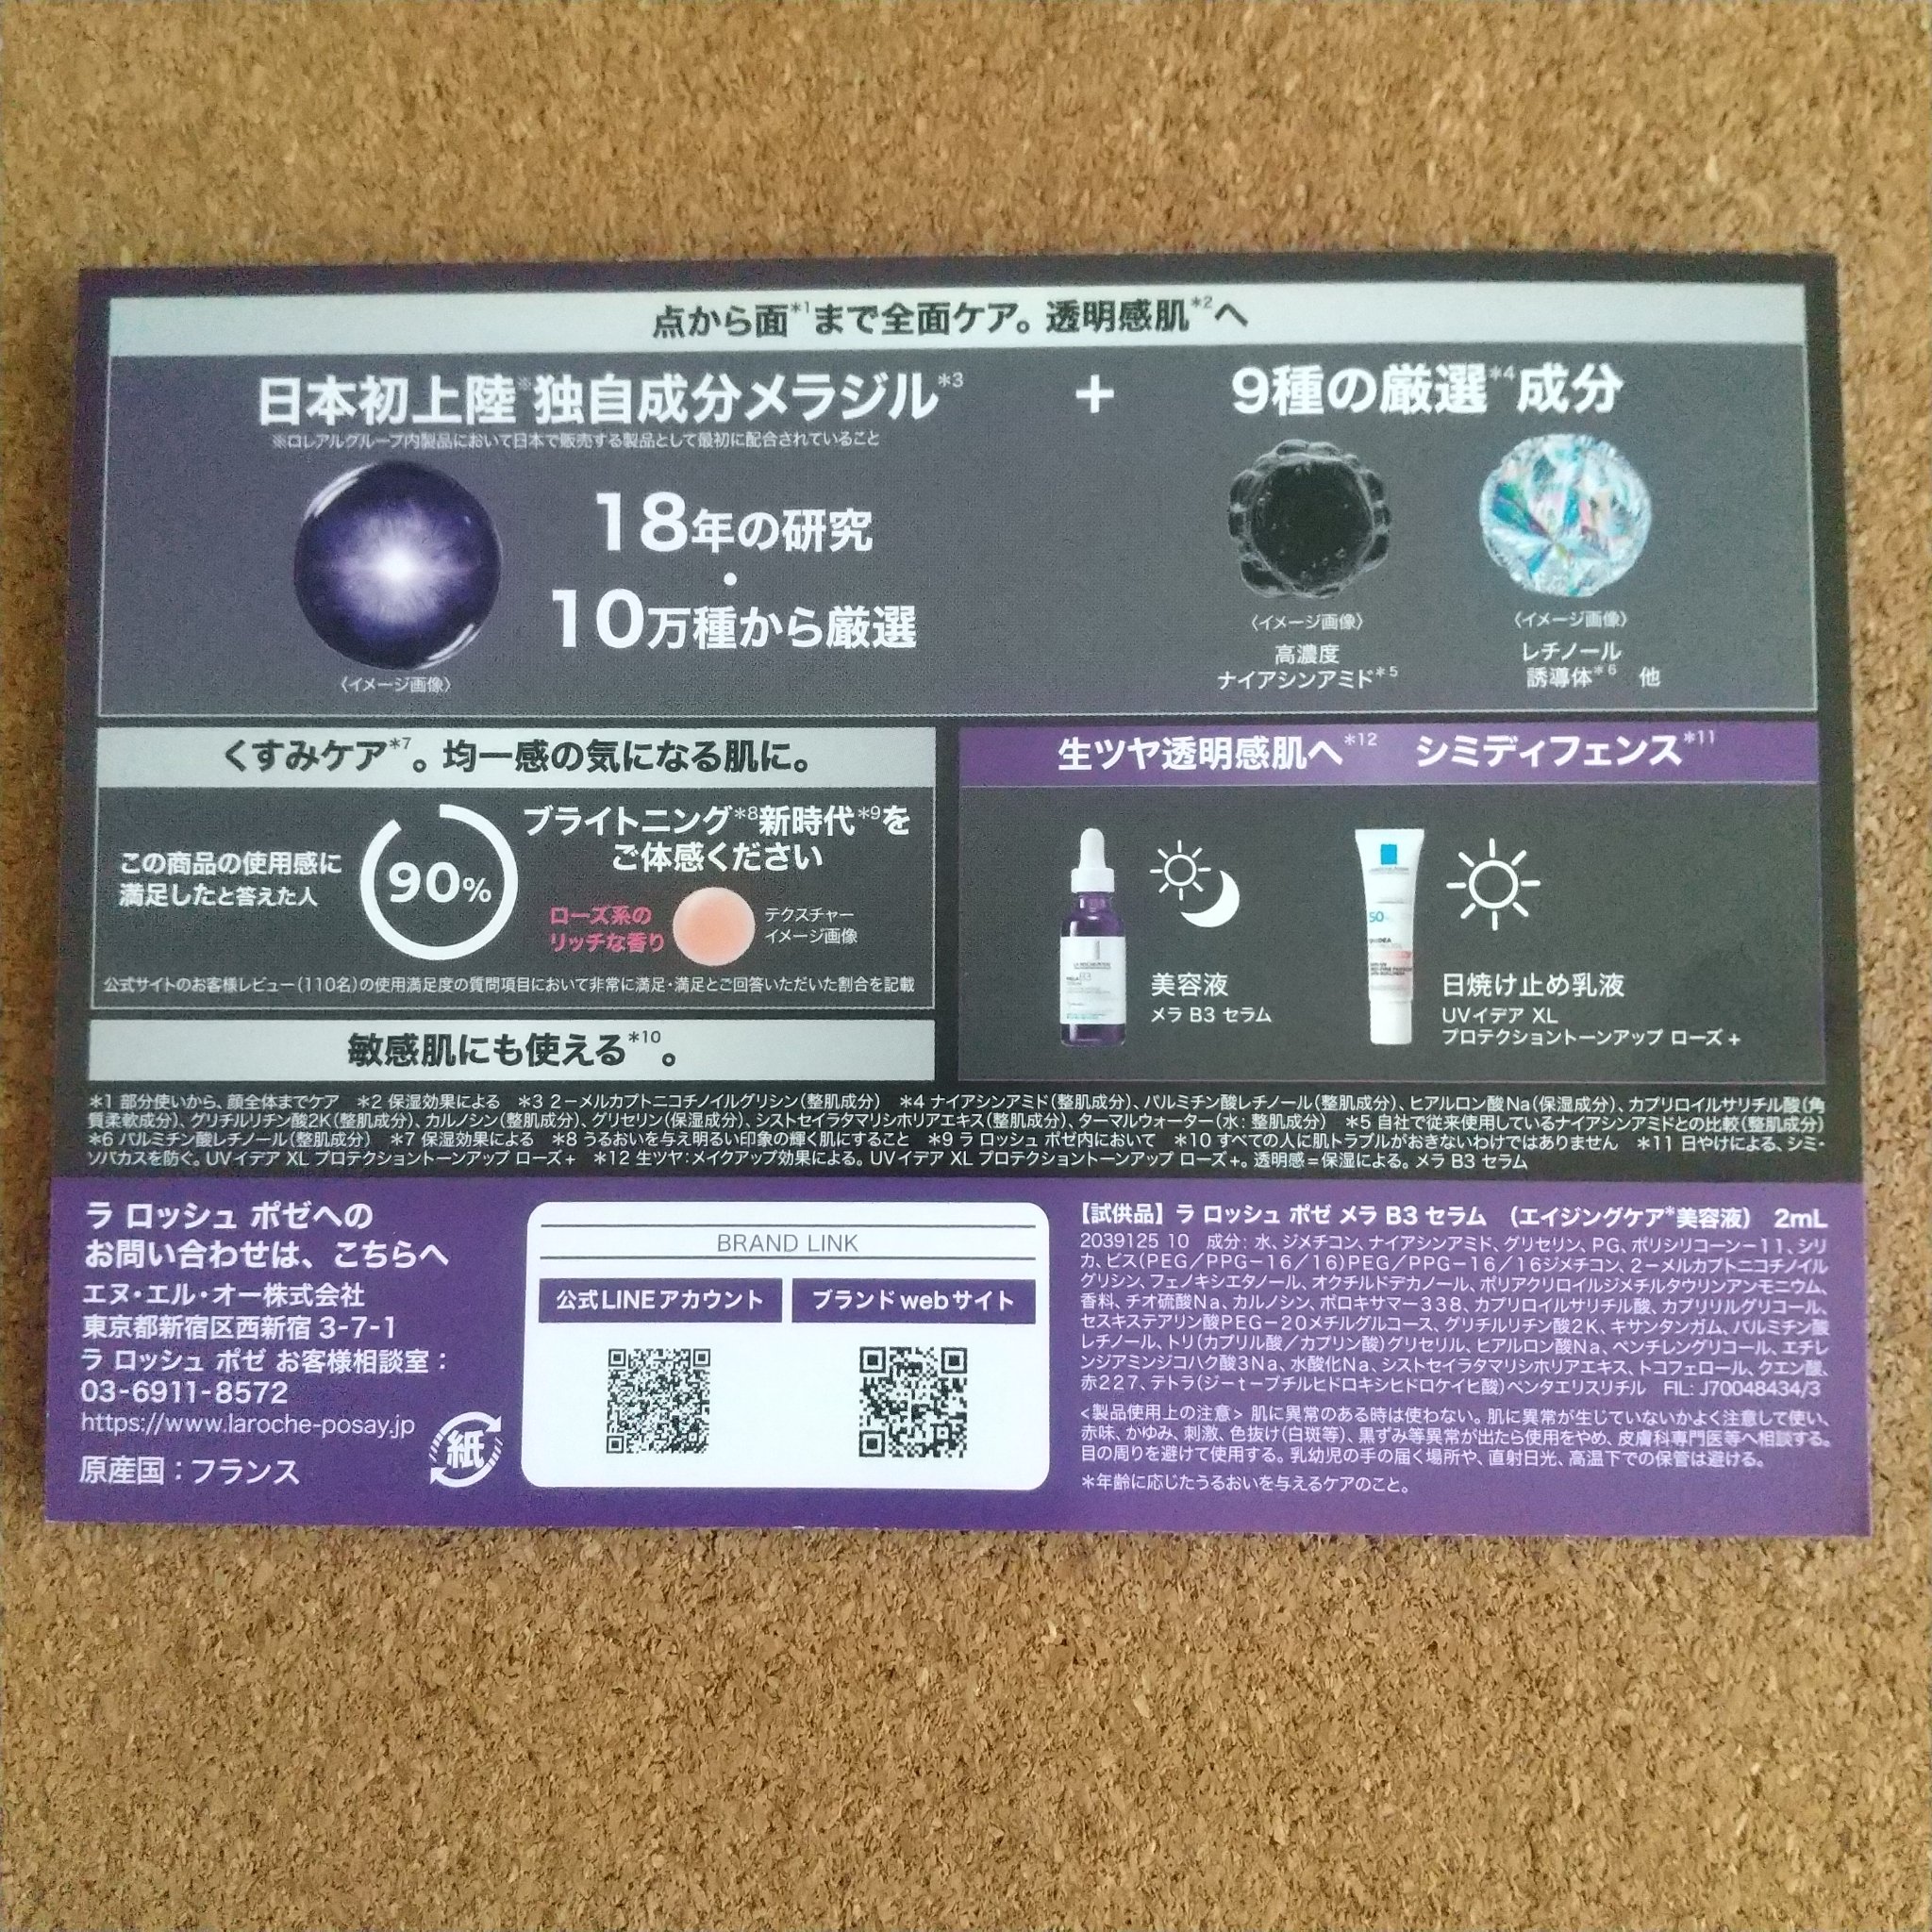 点から面*1まで全面ケア。透明感肌*2へ
日本初上陸※独自成分メラジル*3 + 9種の厳選*4成分
※ロレアルグループ内製品において日本で販売する製品として最初に配合されていること
18年の研究
・
10万種から厳選
〈イメージ画像〉
〈イメージ画像〉
高濃度
ナイアシンアミド*5
〈イメージ画像〉
レチノール
誘導体*6 他
くすみケア*7。均一感の気になる肌に。
この商品の使用感に
満足したと答えた人
90%
ブライトニング*8新時代*9を
ご体感ください
ローズ系の
リッチな香り
テクスチャー
イメージ画像
公式サイトのお客様レビュー(110名)の使用満足度の質問項目において非常に満足・満足とご回答いただいた割合を記載
敏感肌にも使える*10。
生ツヤ透明感肌へ*12 シミディフェンス*11
美容液
メラ B3 セラム
50
日焼け止め乳液
UVイデア XL
プロテクショントーンアップ ローズ +
*1 部分使いから、顔全体までケア *2 保湿効果による *3 2－メルカプトニコチノイルグリシン(整肌成分) *4 ナイアシンアミド(整肌成分)、パルミチン酸レチノール(整肌成分)、ヒアルロン酸Na(保湿成分)、カプリロイルサリチル酸(角
質柔軟成分)、グリチルリチン酸2K(整肌成分)、カルノシン(整肌成分)、グリセリン(保湿成分)、シストセイラタマリシホリアエキス(整肌成分)、ターマルウォーター(水: 整肌成分) *5 自社で従来使用しているナイアシンアミドとの比較(整肌成分)
*6 パルミチン酸レチノール(整肌成分) *7 保湿効果による *8 うるおいを与え明るい印象の輝く肌にすること *9 ラ ロッシュ ポゼ内において *10 すべての人に肌トラブルがおきないわけではありません *11 日やけによる、シミ・
ソバカスを防ぐ。UVイデア XL プロテクショントーンアップ ローズ+ *12 生ツヤ:メイクアップ効果による。UVイデア XL プロテクショントーンアップ ローズ+。透明感＝保湿による。メラ B3 セラム
ラ ロッシュ ポゼへの
お問い合わせは、こちらへ
エヌ・エル・オー株式会社
東京都新宿区西新宿 3-7-1
ラ ロッシュ ポゼ お客様相談室：
03-6911-8572
https://www.laroche-posay.jp
原産国：フランス
紙
BRAND LINK
公式LINEアカウント
ブランドwebサイト
【試供品】ラ ロッシュ ポゼ メラ B3 セラム (エイジングケア*美容液) 2mL
2039125 10 成分: 水、ジメチコン、ナイアシンアミド、グリセリン、PG、ポリシリコーン－11、シリ
カ、ビス(PEG／PPG－16／16)PEG／PPG－16／16ジメチコン、2－メルカプトニコチノイル
グリシン、フェノキシエタノール、オクチルドデカノール、ポリアクリロイルジメチルタウリンアンモニウム、
香料、チオ硫酸Na、カルノシン、ポロキサマー338、カプリロイルサリチル酸、カプリリルグリコール、
セスキステアリン酸PEG－20メチルグルコース、グリチルリチン酸2K、キサンタンガム、パルミチン酸
レチノール、トリ(カプリル酸／カプリン酸)グリセリル、ヒアルロン酸Na、ペンチレングリコール、エチレ
ンジアミンジコハク酸3Na、水酸化Na、シストセイラタマリシホリアエキス、トコフェロール、クエン酸、
赤227、テトラ(ジ－t－ブチルヒドロキシヒドロケイヒ酸)ペンタエリスリチル FIL: J70048434/3
<製品使用上の注意> 肌に異常のある時は使わない。肌に異常が生じていないかよく注意して使い、
赤味、かゆみ、刺激、色抜け(白斑等)、黒ずみ等異常が出たら使用をやめ、皮膚科専門医等へ相談する。
目の周りを避けて使用する。乳幼児の手の届く場所や、直射日光、高温下での保管は避ける。
*年齢に応じたうるおいを与えるケアのこと。